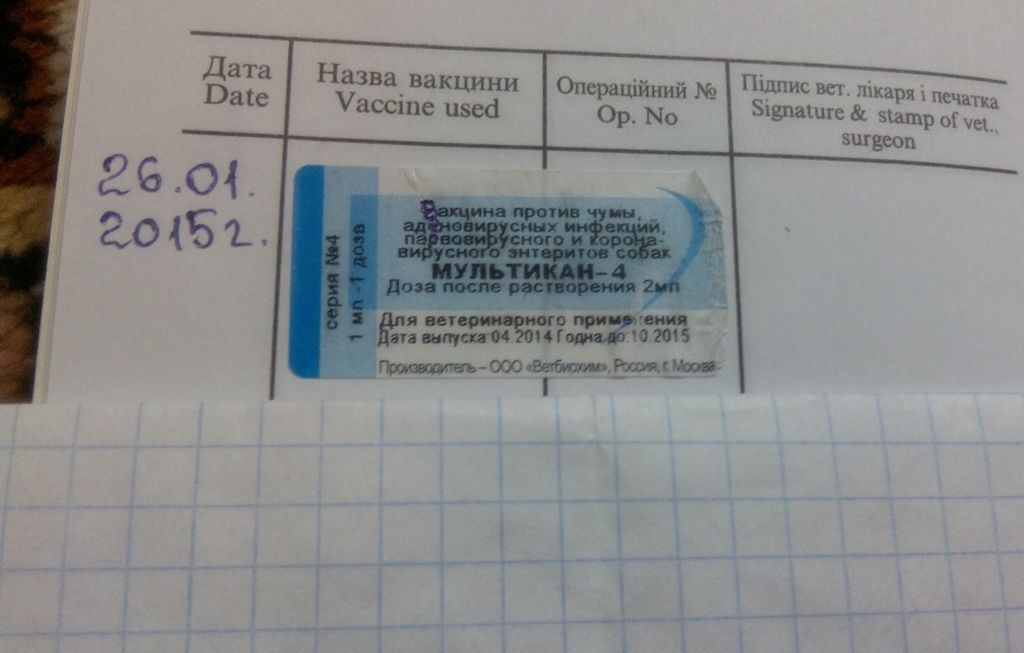 Дата
Date
Назва вакцини
Vaccine used
Операційний №
Op. No
Підпис вет. лікаря і печатка
Signature & stamp of vet.,
surgeon
26.01.
2015г.
серия №4
1 мл -1 доза
Вакцина против чумы,
аденовирусных инфекций,
парвовирусного и корона-
вирусного энтеритов собак
МУЛЬТИКАН-4
Доза после растворения 2мл
Для ветеринарного применения
Дата выпуска:04.2014 Годна до:10.2015
Производитель – ООО «Ветбиохим», Россия, г. Москва